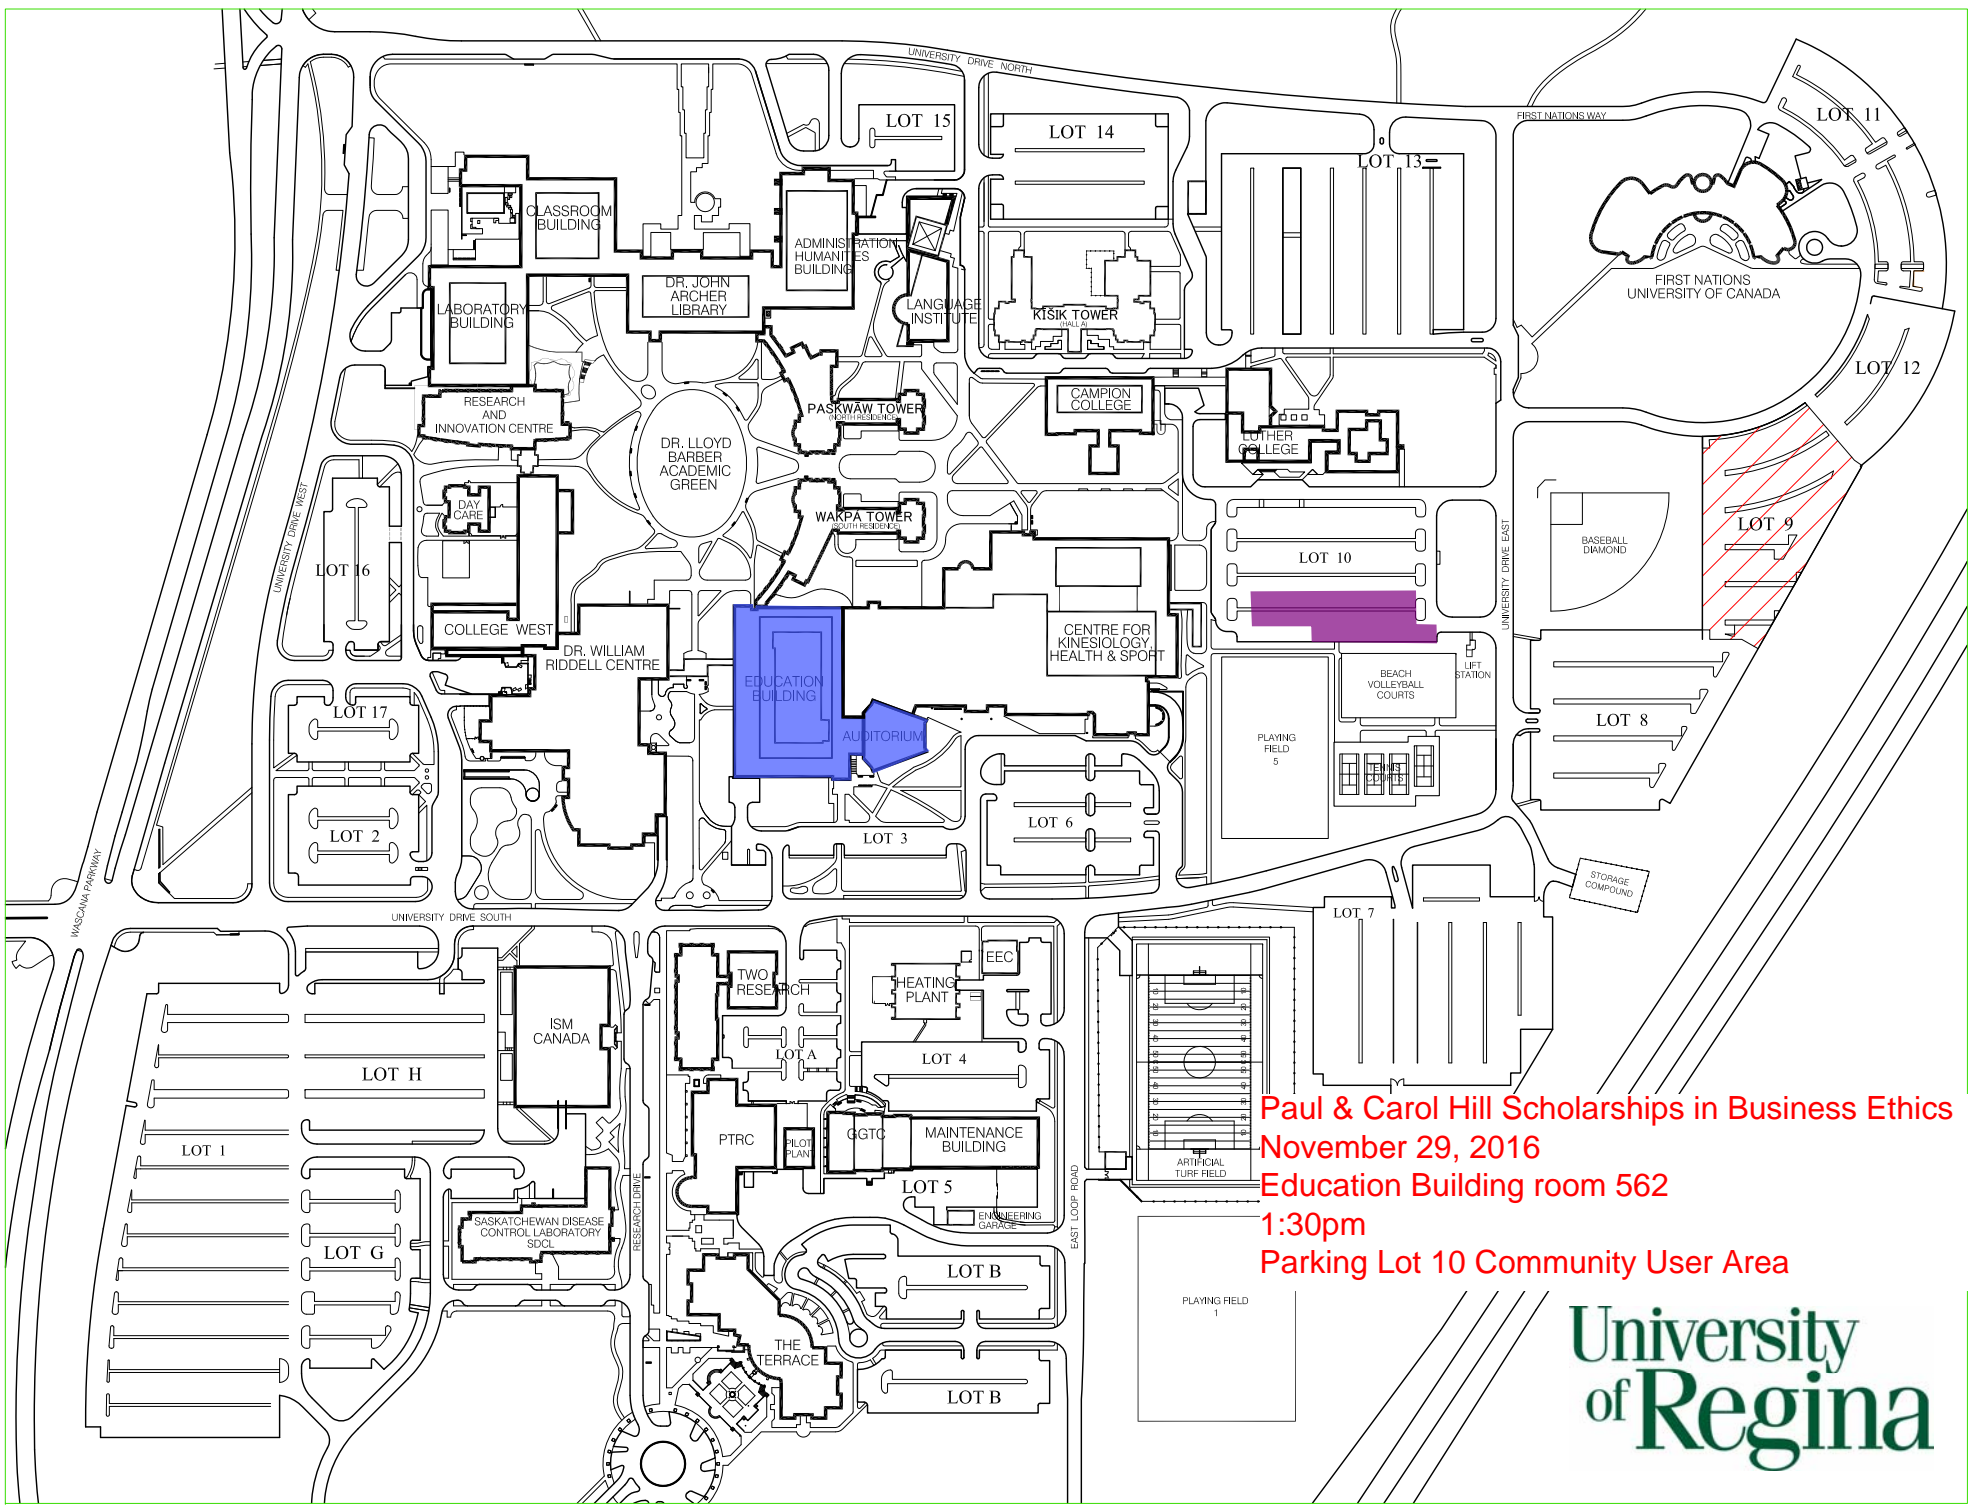 UNIVERSITY DRIVE NORTH
LOT 15
LOT 14
LOT 13
FIRST NATIONS WAY
LOT 11
CLASSROOM
BUILDING
ADMINISTRATION
HUMANITIES
BUILDING
DR. JOHN
ARCHER
LIBRARY
LABORATORY
BUILDING
LANGUAGE
INSTITUTE
KĪŠIK TOWER
(HALL A)
FIRST NATIONS
UNIVERSITY OF CANADA
LOT 12
RESEARCH
AND
INNOVATION CENTRE
PASKWĀW TOWER
(NORTH RESIDENCE)
CAMPION
COLLEGE
LUTHER
COLLEGE
DR. LLOYD
BARBER
ACADEMIC
GREEN
DAY
CARE
WAKPÁ TOWER
(SOUTH RESIDENCE)
UNIVERSITY DRIVE WEST
LOT 16
LOT 10
UNIVERSITY DRIVE EAST
BASEBALL
DIAMOND
LOT 9
COLLEGE WEST
DR. WILLIAM
RIDDELL CENTRE
EDUCATION
BUILDING
AUDITORIUM
CENTRE FOR
KINESIOLOGY,
HEALTH & SPORT
BEACH
VOLLEYBALL
COURTS
LIFT
STATION
LOT 8
LOT 17
PLAYING
FIELD
5
TENNIS
COURTS
LOT 2
LOT 3
LOT 6
STORAGE
COMPOUND
WASCANA PARKWAY
UNIVERSITY DRIVE SOUTH
LOT 7
TWO
RESEARCH
HEATING
PLANT
EEC
ISM
CANADA
LOT A
LOT 4
LOT H
LOT 1
PTRC
PILOT
PLANT
GGTC
MAINTENANCE
BUILDING
ARTIFICIAL
TURF FIELD
LOT 5
ENGINEERING
GARAGE
EAST LOOP ROAD
RESEARCH DRIVE
SASKATCHEWAN DISEASE
CONTROL LABORATORY
SDCL
LOT G
LOT B
THE
TERRACE
LOT B
PLAYING FIELD
1
Paul & Carol Hill Scholarships in Business Ethics
November 29, 2016
Education Building room 562
1:30pm
Parking Lot 10 Community User Area
University
of Regina